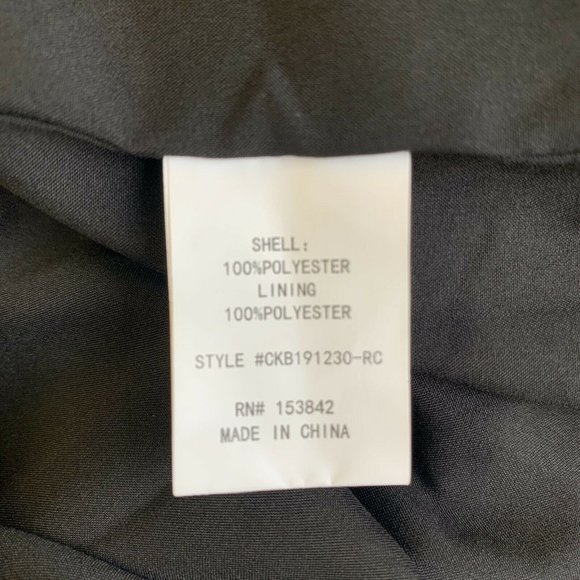 SHELL:
100%POLYESTER
LINING
100%POLYESTER
STYLE #CKB191230-RC
RN# 153842
MADE IN CHINA